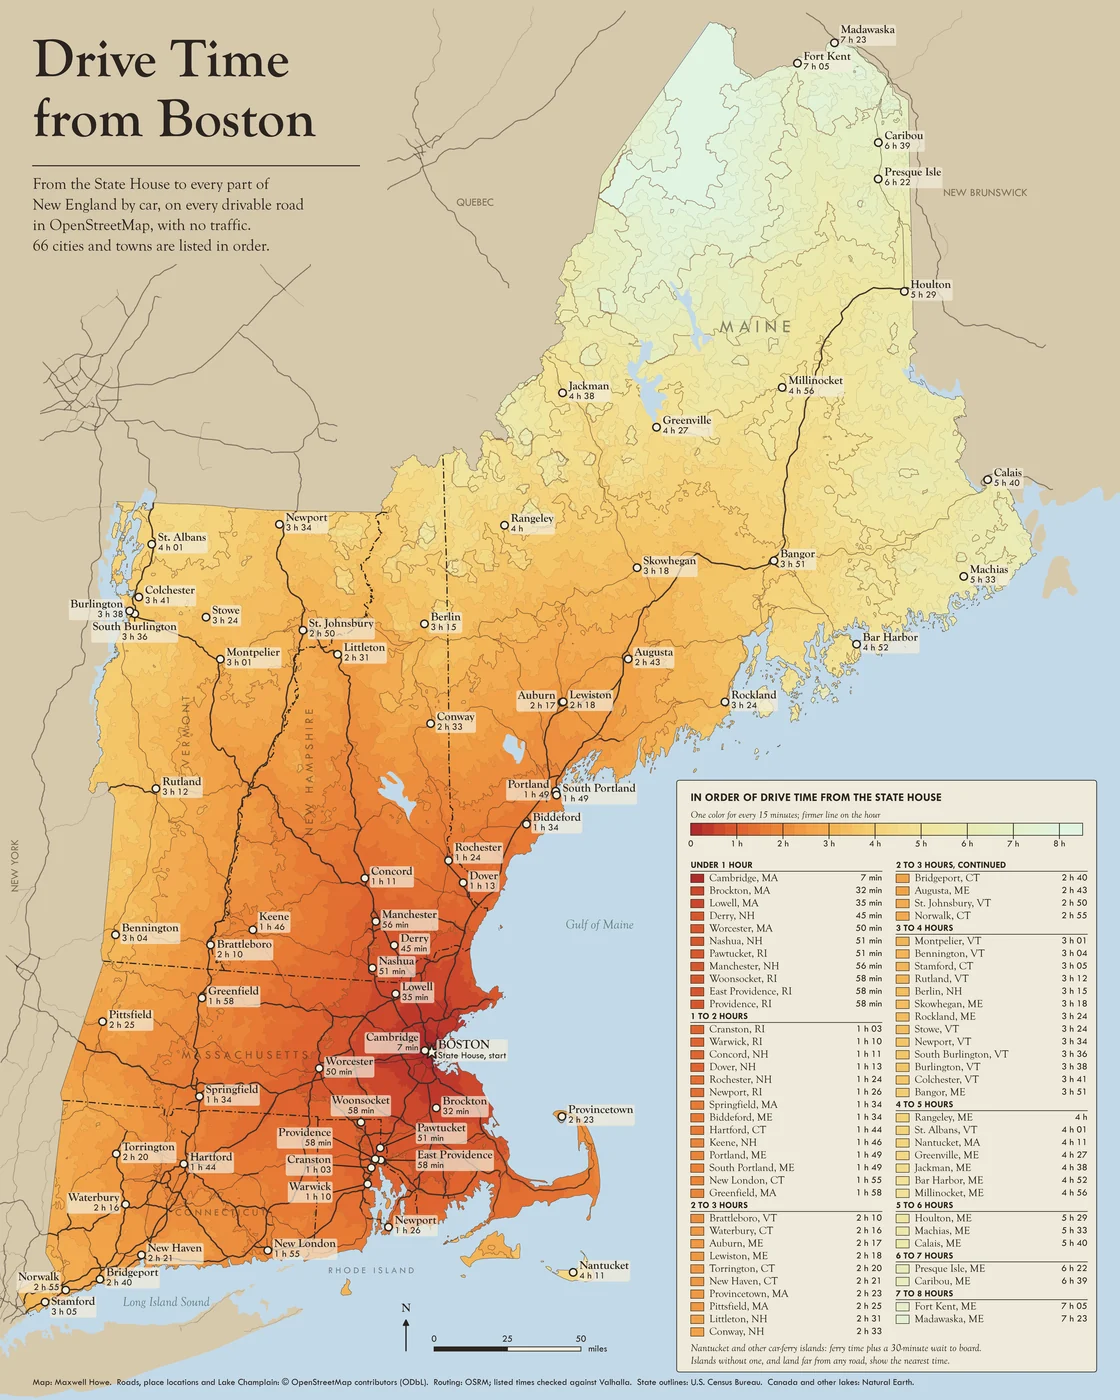 Drive Time
from Boston
From the State House to every part of
New England by car, on every drivable road
in OpenStreetMap, with no traffic.
66 cities and towns are listed in order.
Madawaska
7 h 23
Fort Kent
7 h 05
Caribou
6 h 39
Presque Isle
6 h 22
QUEBEC
NEW BRUNSWICK
Houlton
5 h 29
MAINE
Jackman
4 h 38
Millinocket
4 h 56
Greenville
4 h 27
Calais
5 h 40
Newport
3 h 34
Rangeley
4 h
St. Albans
4 h 01
Skowhegan
3 h 18
Bangor
3 h 51
Machias
5 h 33
Colchester
3 h 41
Burlington
3 h 38
South Burlington
3 h 36
Stowe
3 h 24
St. Johnsbury
2 h 50
Berlin
3 h 15
Bar Harbor
4 h 52
Montpelier
3 h 01
Littleton
2 h 31
Augusta
2 h 43
Auburn
2 h 17
Lewiston
2 h 18
Rockland
3 h 24
Conway
2 h 33
VERMONT
NEW HAMPSHIRE
Rutland
3 h 12
Portland
1 h 49
South Portland
1 h 49
Biddeford
1 h 34
NEW YORK
Rochester
1 h 24
Concord
1 h 11
Dover
1 h 13
Keene
1 h 46
Manchester
56 min
Bennington
3 h 04
Brattleboro
2 h 10
Derry
45 min
Nashua
51 min
Gulf of Maine
Greenfield
1 h 58
Lowell
35 min
Pittsfield
2 h 25
Cambridge
7 min
BOSTON
State House, start
MASSACHUSETTS
Worcester
50 min
Springfield
1 h 34
Woonsocket
58 min
Brockton
32 min
Provincetown
2 h 23
Providence
58 min
Pawtucket
51 min
Torrington
2 h 20
Hartford
1 h 44
Cranston
1 h 03
East Providence
58 min
Warwick
1 h 10
Waterbury
2 h 16
CONNECTICUT
Newport
1 h 26
New Haven
2 h 21
New London
1 h 55
Nantucket
4 h 11
Norwalk
2 h 55
Bridgeport
2 h 40
RHODE ISLAND
Stamford
3 h 05
Long Island Sound
N
0 25 50
miles
IN ORDER OF DRIVE TIME FROM THE STATE HOUSE
One color for every 15 minutes; firmer line on the hour
0 1 h 2 h 3 h 4 h 5 h 6 h 7 h 8 h
UNDER 1 HOUR
Cambridge, MA 7 min
Brockton, MA 32 min
Lowell, MA 35 min
Derry, NH 45 min
Worcester, MA 50 min
Nashua, NH 51 min
Pawtucket, RI 51 min
Manchester, NH 56 min
Woonsocket, RI 58 min
East Providence, RI 58 min
Providence, RI 58 min
1 TO 2 HOURS
Cranston, RI 1 h 03
Warwick, RI 1 h 10
Concord, NH 1 h 11
Dover, NH 1 h 13
Rochester, NH 1 h 24
Newport, RI 1 h 26
Springfield, MA 1 h 34
Biddeford, ME 1 h 34
Hartford, CT 1 h 44
Keene, NH 1 h 46
Portland, ME 1 h 49
South Portland, ME 1 h 49
New London, CT 1 h 55
Greenfield, MA 1 h 58
2 TO 3 HOURS
Brattleboro, VT 2 h 10
Waterbury, CT 2 h 16
Auburn, ME 2 h 17
Lewiston, ME 2 h 18
Torrington, CT 2 h 20
New Haven, CT 2 h 21
Provincetown, MA 2 h 23
Pittsfield, MA 2 h 25
Littleton, NH 2 h 31
Conway, NH 2 h 33
2 TO 3 HOURS, CONTINUED
Bridgeport, CT 2 h 40
Augusta, ME 2 h 43
St. Johnsbury, VT 2 h 50
Norwalk, CT 2 h 55
3 TO 4 HOURS
Montpelier, VT 3 h 01
Bennington, VT 3 h 04
Stamford, CT 3 h 05
Rutland, VT 3 h 12
Berlin, NH 3 h 15
Skowhegan, ME 3 h 18
Rockland, ME 3 h 24
Stowe, VT 3 h 24
Newport, VT 3 h 34
South Burlington, VT 3 h 36
Burlington, VT 3 h 38
Colchester, VT 3 h 41
Bangor, ME 3 h 51
4 TO 5 HOURS
Rangeley, ME 4 h
St. Albans, VT 4 h 01
Nantucket, MA 4 h 11
Greenville, ME 4 h 27
Jackman, ME 4 h 38
Bar Harbor, ME 4 h 52
Millinocket, ME 4 h 56
5 TO 6 HOURS
Houlton, ME 5 h 29
Machias, ME 5 h 33
Calais, ME 5 h 40
6 TO 7 HOURS
Presque Isle, ME 6 h 22
Caribou, ME 6 h 39
7 TO 8 HOURS
Fort Kent, ME 7 h 05
Madawaska, ME 7 h 23
Nantucket and other car-ferry islands: ferry time plus a 30-minute wait to board.
Islands without one, and land far from any road, show the nearest time.
Map: Maxwell Howe. Roads, place locations and Lake Champlain: © OpenStreetMap contributors (ODbL). Routing: OSRM; listed times checked against Valhalla. State outlines: U.S. Census Bureau. Canada and other lakes: Natural Earth.